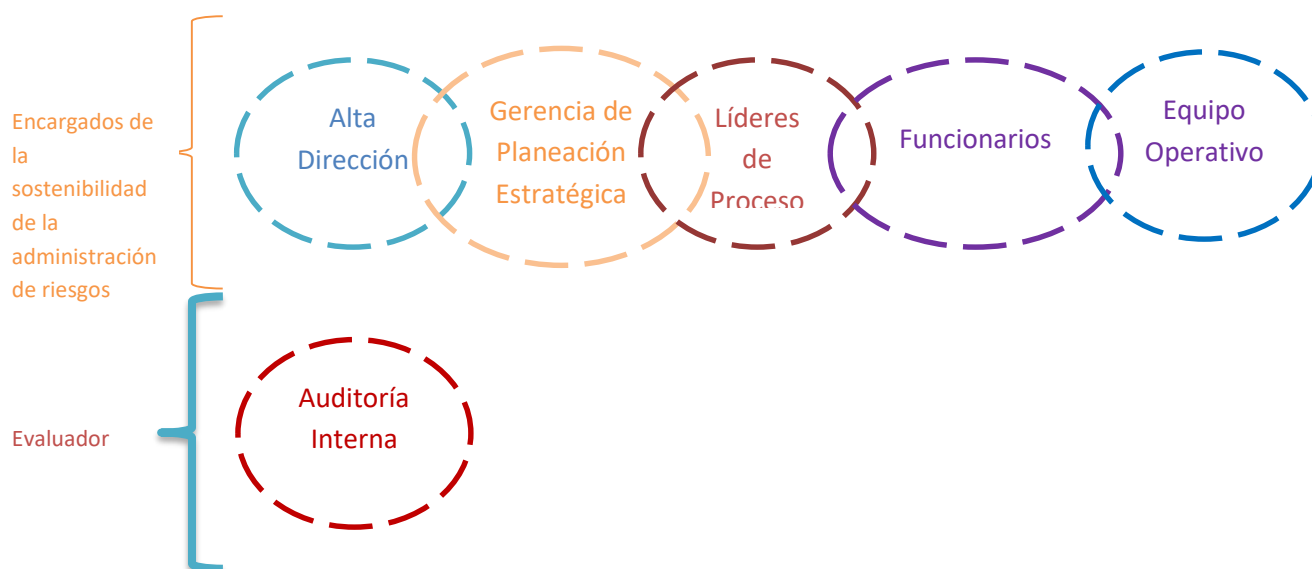 Encargados de
la
sostenibilidad
de la
administración
de riesgos
Alta
Dirección
Gerencia de
Planeación
Estratégica
Líderes
de
Proceso
Funcionarios
Equipo
Operativo
Evaluador
Auditoría
Interna